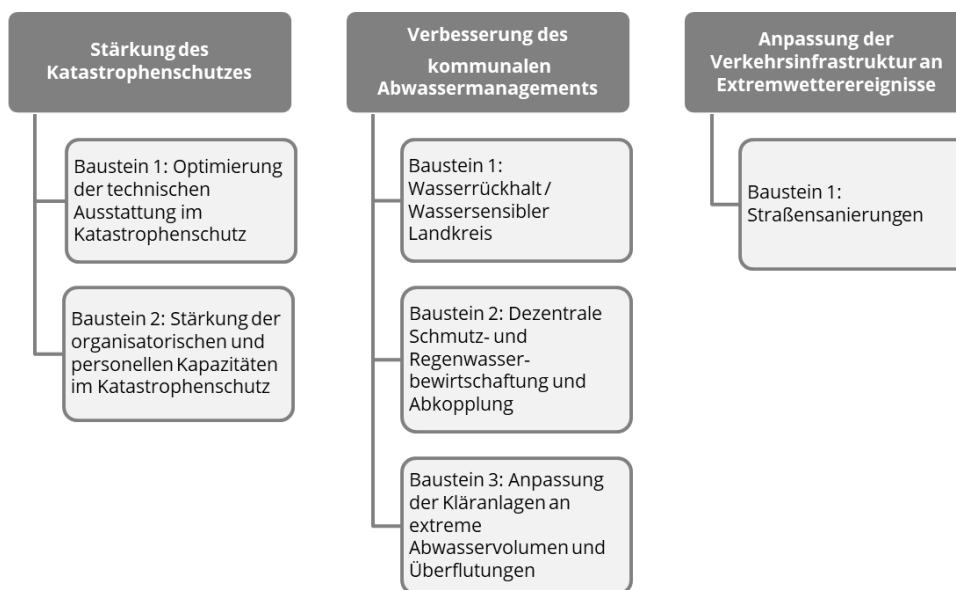 Stärkung des
Katastrophenschutzes
Baustein 1: Optimierung
der technischen
Ausstattung im
Katastrophenschutz
Baustein 2: Stärkung der
organisatorischen und
personellen Kapazitäten
im Katastrophenschutz
Verbesserung des
kommunalen
Abwassermanagements
Baustein 1:
Wasserrückhalt /
Wassersensibler
Landkreis
Baustein 2: Dezentrale
Schmutz- und
Regenwasser-
bewirtschaftung und
Abkopplung
Baustein 3: Anpassung
der Kläranlagen an
extreme
Abwasservolumen und
Überflutungen
Anpassung der
Verkehrsinfrastruktur an
Extremwetterereignisse
Baustein 1:
Straßensanierungen